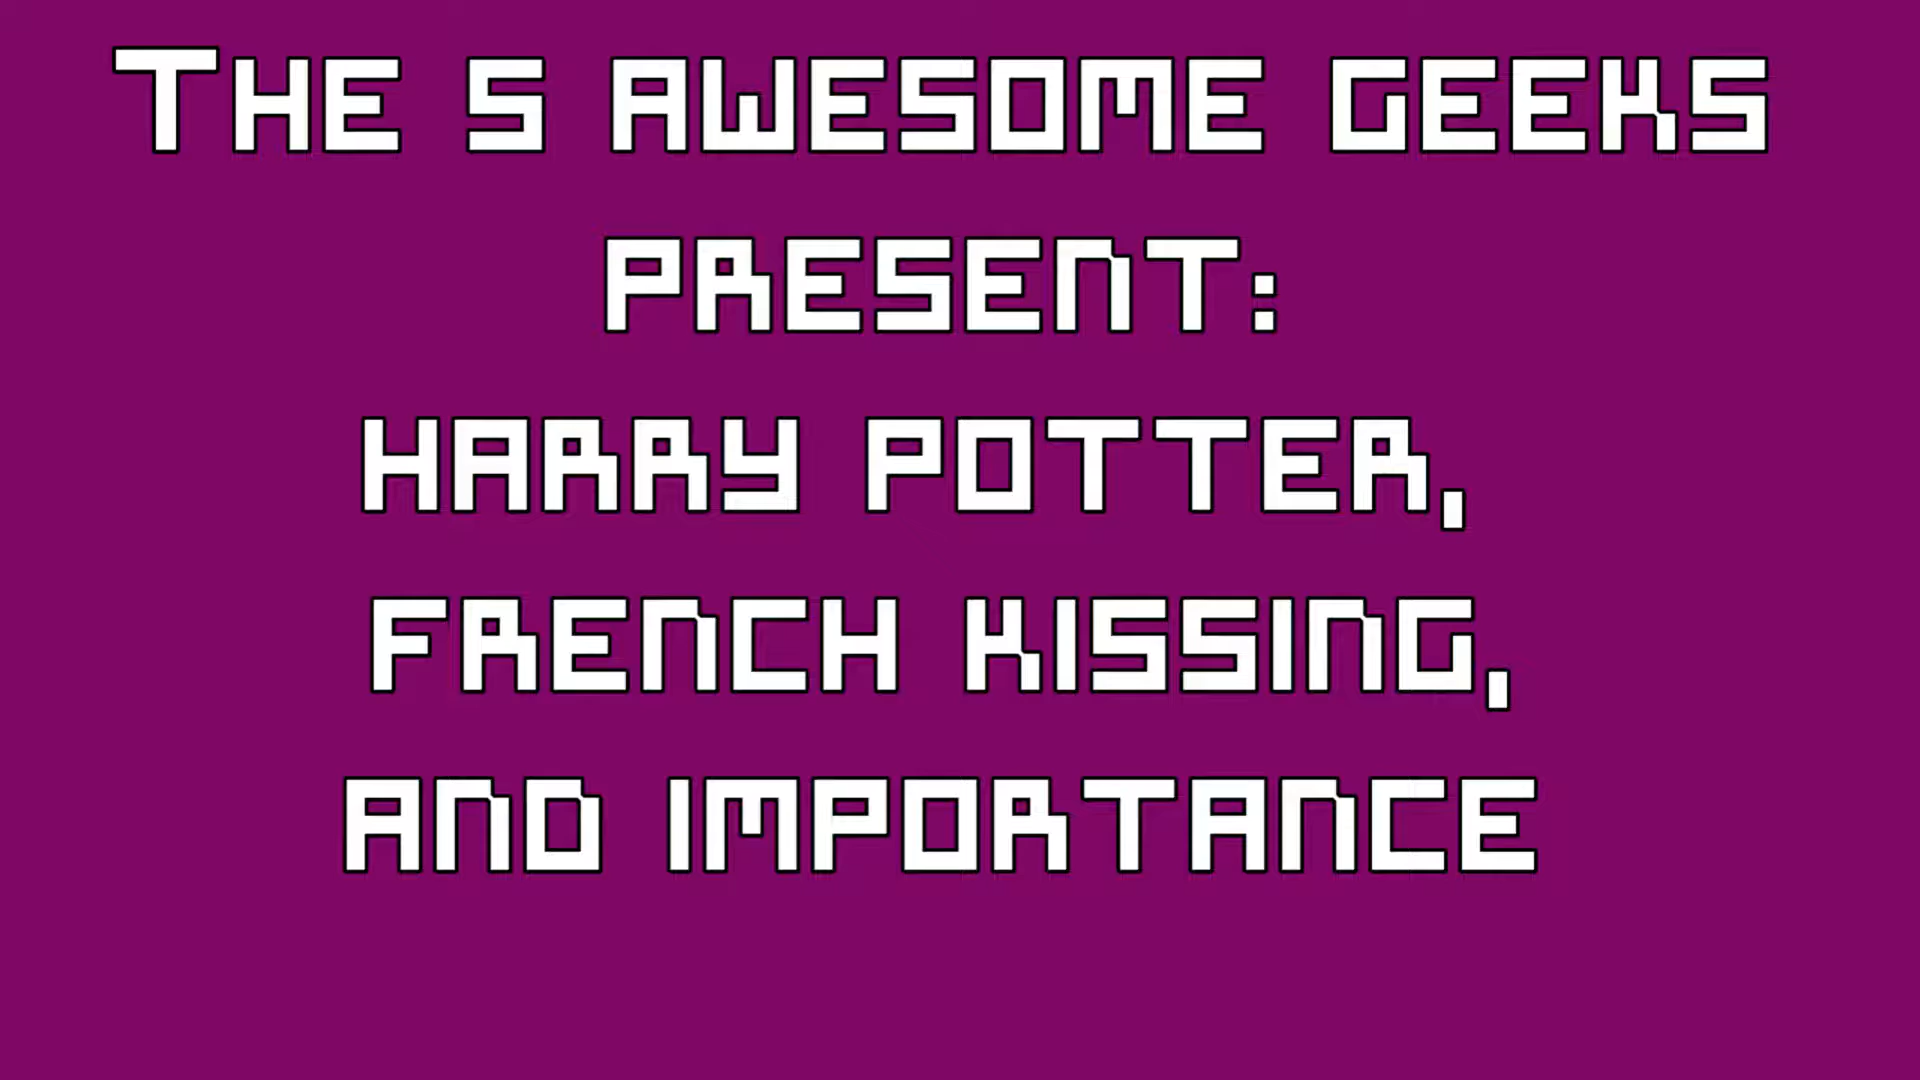 The 5 awesome geeks
present:
Harry Potter,
French kissing,
and importance